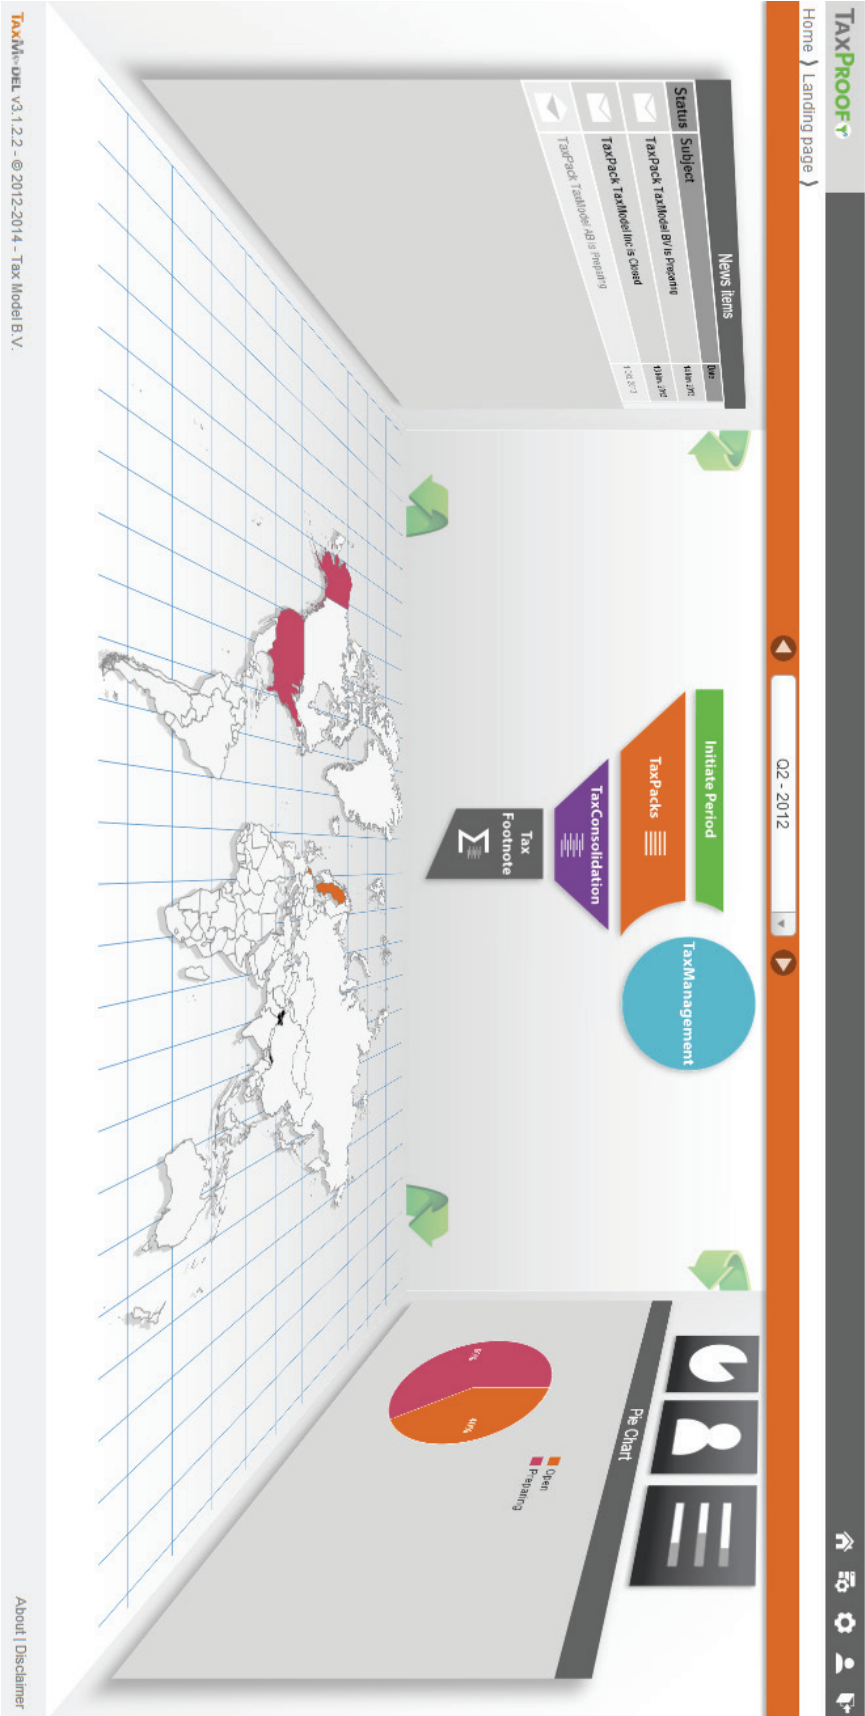 TAXPROOF
Home ❭ Landing page ❭
Q2 - 2012
News items
Status Subject Date
TaxPack TaxModel BV is Preparing
TaxPack TaxModel Inc is Closed
TaxPack TaxModel AB is Preparing
Initiate Period
TaxPacks
TaxManagement
TaxConsolidation
Tax
Footnote
Σ
Pie Chart
Open
Preparing
TAXMODEL v3.1.2.2 - © 2012-2014 - Tax Model B.V.
About | Disclaimer